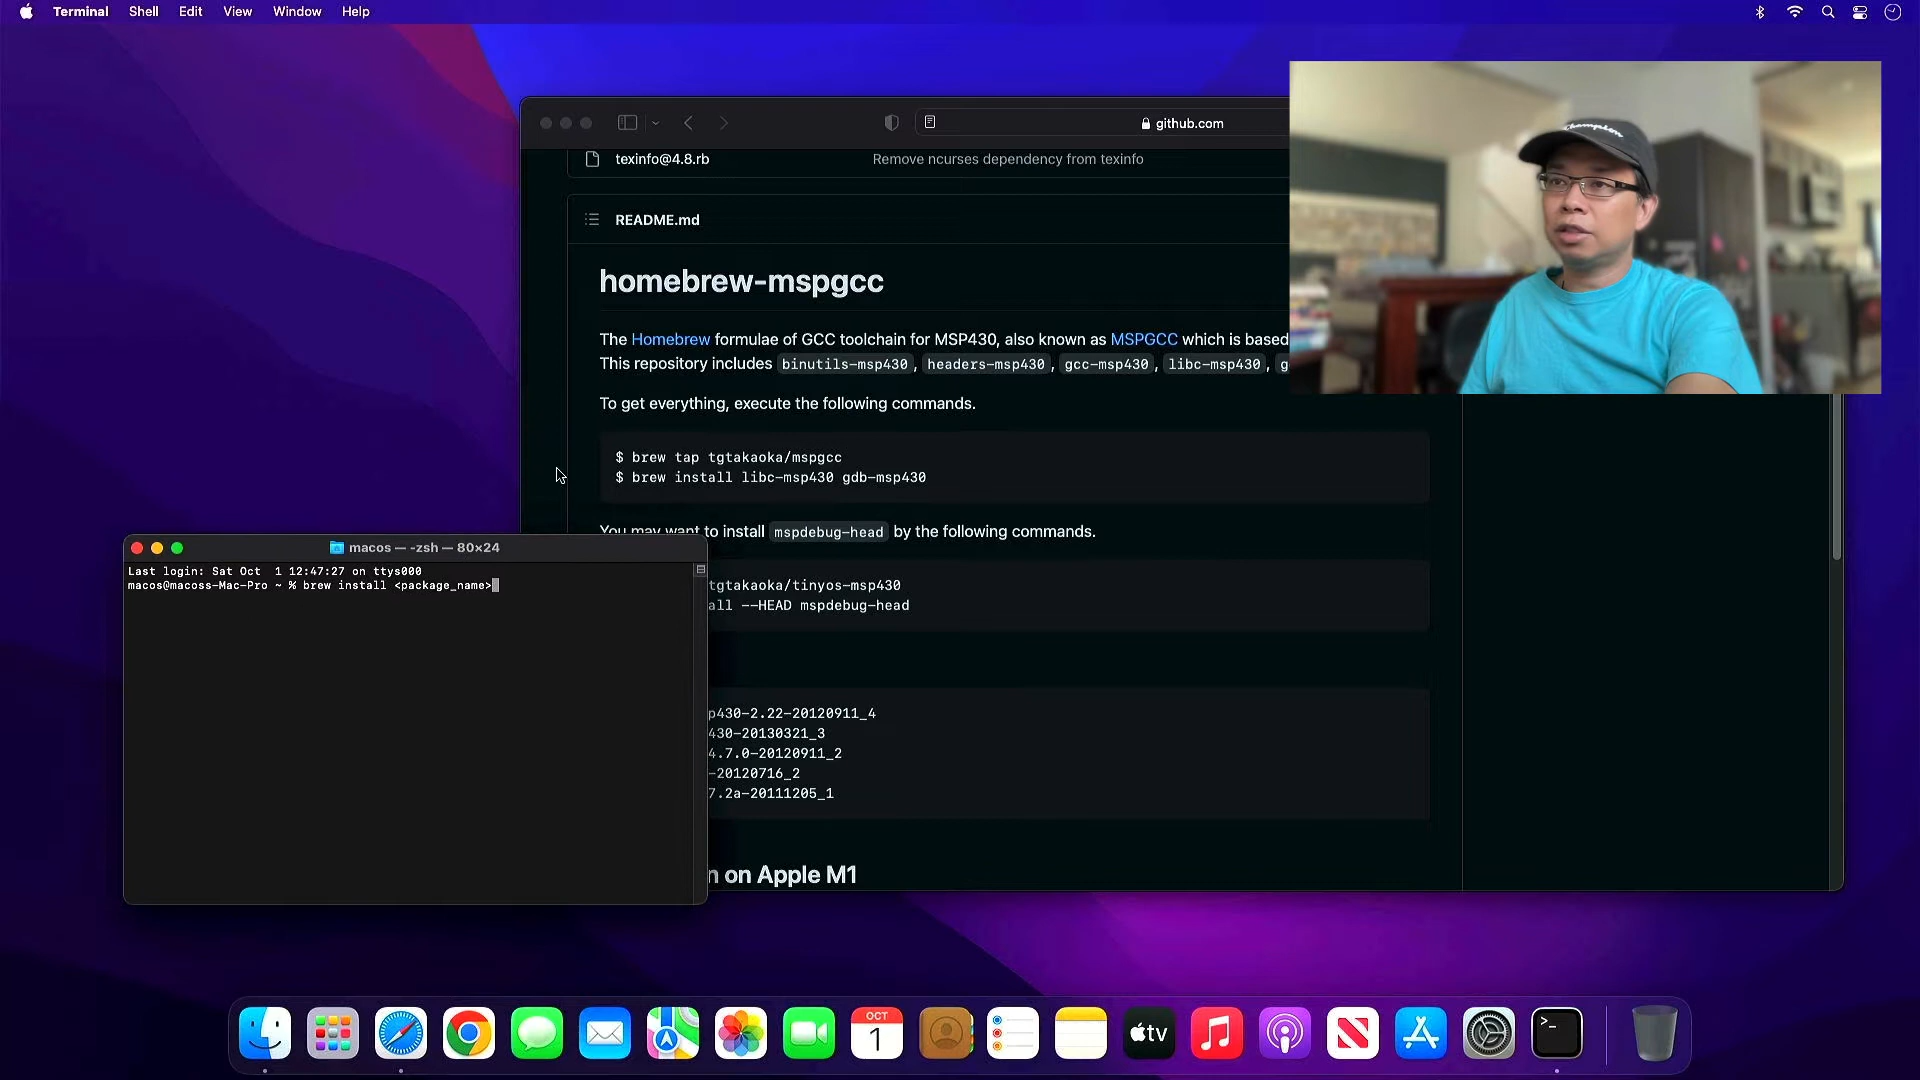 Terminal Shell Edit View Window Help
github.com
texinfo@4.8.rb Remove ncurses dependency from texinfo
README.md
homebrew-mspgcc
The Homebrew formulae of GCC toolchain for MSP430, also known as MSPGCC which is based
This repository includes binutils-msp430 , headers-msp430 , gcc-msp430 , libc-msp430 , g
To get everything, execute the following commands.
$ brew tap tgtakaoka/mspgcc
$ brew install libc-msp430 gdb-msp430
You may want to install mspdebug-head by the following commands.
tgtakaoka/tinyos-msp430
all --HEAD mspdebug-head
p430-2.22-20120911_4
430-20130321_3
4.7.0-20120911_2
-20120716_2
7.2a-20111205_1
n on Apple M1
macos — -zsh — 80×24
Last login: Sat Oct  1 12:47:27 on ttys000
macos@macoss-Mac-Pro ~ % brew install <package_name>
Champion
OCT
1
tv
>_